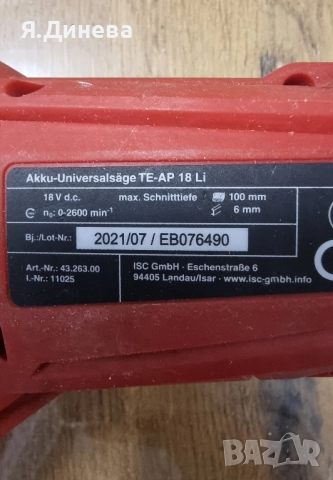 Я.Динева
Akku-Universalsäge TE-AP 18 Li
18 V d.c. max. Schnitttiefe 100 mm
n₀: 0-2600 min⁻¹ 6 mm
Bj.:/Lot-Nr.: 2021/07 / EB076490
Art.-Nr.: 43.263.00 ISC GmbH · Eschenstraße 6
I.-Nr.: 11025 94405 Landau/Isar · www.isc-gmbh.info
BAZAR